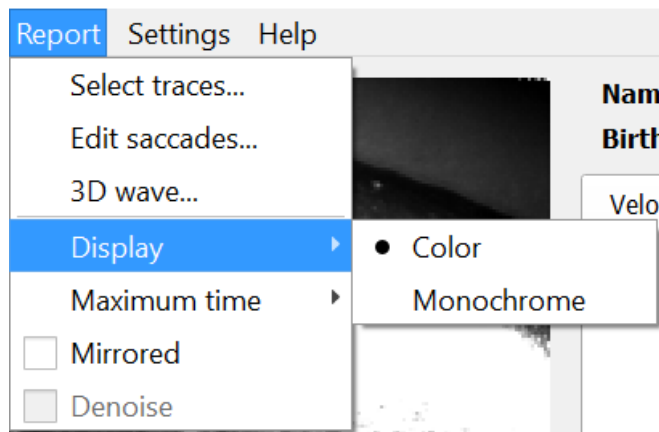 Report Settings Help
Select traces...
Edit saccades...
3D wave...
Display
Color
Maximum time
Monochrome
Mirrored
Denoise
Nam
Birth
Velo